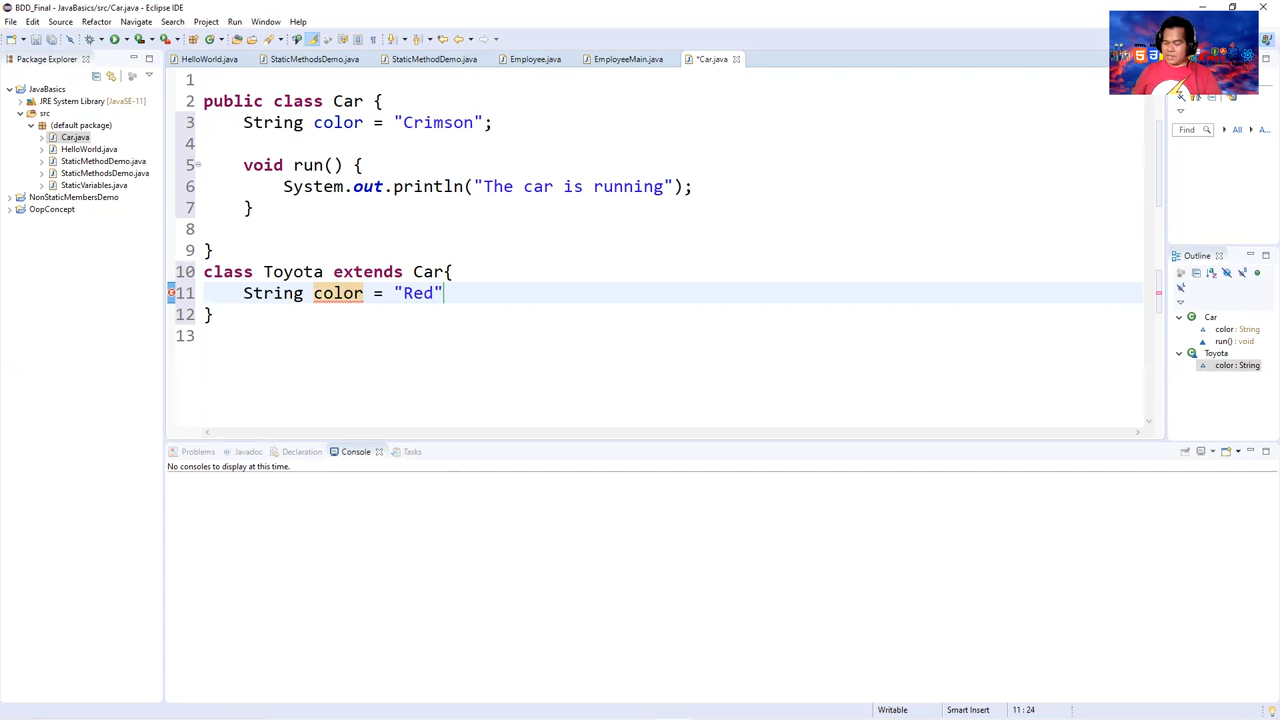 BDD_Final - JavaBasics/src/Car.java - Eclipse IDE
File Edit Source Refactor Navigate Search Project Run Window Help
Package Explorer
HelloWorld.java
StaticMethodsDemo.java
StaticMethodDemo.java
Employee.java
EmployeeMain.java
*Car.java
JavaBasics
JRE System Library [JavaSE-11]
src
(default package)
Car.java
HelloWorld.java
StaticMethodDemo.java
StaticMethodsDemo.java
StaticVariables.java
NonStaticMembersDemo
OopConcept
1
2 public class Car {
3 String color = "Crimson";
4
5 void run() {
6 System.out.println("The car is running");
7 }
8
9 }
10 class Toyota extends Car{
11 String color = "Red"
12 }
13
Find All A
Outline
Car
color : String
run() : void
Toyota
color : String
Problems Javadoc Declaration Console Tasks
No consoles to display at this time.
Writable Smart Insert 11 : 24